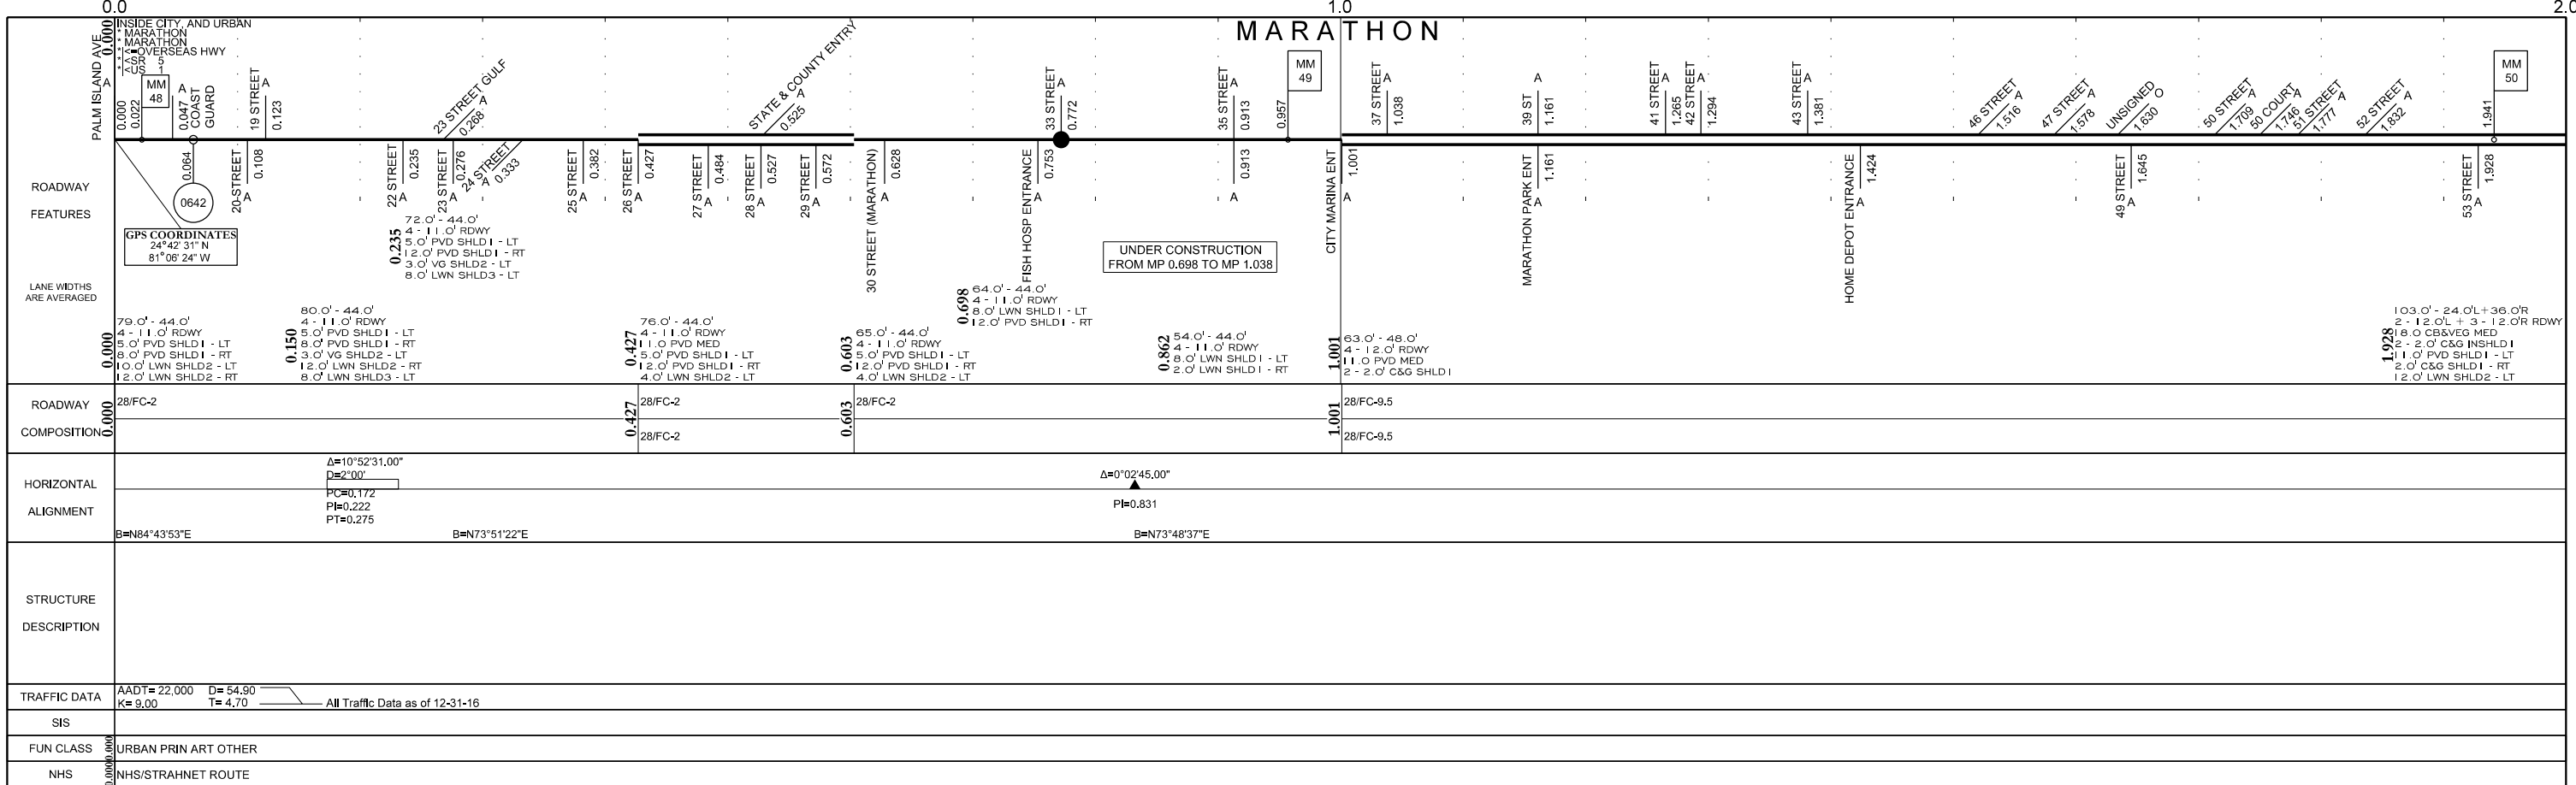 0.0
1.0
2.0
MARATHON
PALM ISLAND AVE
A
0.000
INSIDE CITY, AND URBAN
* MARATHON
* MARATHON
*<=OVERSEAS HWY
*<SR 5
*<US 1
0.000
0.022
MM
48
0.047 A
COAST
GUARD
19 STREET A
0.123
23 STREET GULF
A
0.268
STATE & COUNTY ENTRY
A
0.525
33 STREET A
0.772
35 STREET A
0.913
0.957
MM
49
37 STREET A
1.038
39 ST A
1.161
41 STREET A
1.265
42 STREET A
1.294
43 STREET A
1.381
46 STREET A
1.516
47 STREET A
1.578
UNSIGNED O
1.630
50 STREET A
1.709
50 COURT A
1.746
51 STREET A
1.777
52 STREET A
1.832
1.941
MM
50
ROADWAY
FEATURES
LANE WIDTHS
ARE AVERAGED
0.064
0642
20 STREET A
0.108
22 STREET A
0.235
23 STREET A
0.276
24 STREET
A 0.333
25 STREET A
0.382
26 STREET A
0.427
27 STREET A
0.484
28 STREET A
0.527
29 STREET A
0.572
30 STREET (MARATHON) A
0.628
FISH HOSP ENTRANCE A
0.753
0.913
A
CITY MARINA ENT A
1.001
MARATHON PARK ENT A
1.161
HOME DEPOT ENTRANCE A
1.424
49 STREET A
1.645
53 STREET A
1.928
GPS COORDINATES
24°42' 31" N
81°06' 24" W
UNDER CONSTRUCTION
FROM MP 0.698 TO MP 1.038
0.000
79.0' - 44.0'
4 - 11.0' RDWY
5.0' PVD SHLD1 - LT
8.0' PVD SHLD1 - RT
10.0' LWN SHLD2 - LT
12.0' LWN SHLD2 - RT
0.150
80.0' - 44.0'
4 - 11.0' RDWY
5.0' PVD SHLD1 - LT
8.0' PVD SHLD1 - RT
3.0' VG SHLD2 - LT
12.0' LWN SHLD2 - RT
8.0' LWN SHLD3 - LT
0.235
72.0' - 44.0'
4 - 11.0' RDWY
5.0' PVD SHLD1 - LT
12.0' PVD SHLD1 - RT
3.0' VG SHLD2 - LT
8.0' LWN SHLD3 - LT
0.427
76.0' - 44.0'
4 - 11.0' RDWY
11.0 PVD MED
5.0' PVD SHLD1 - LT
12.0' PVD SHLD1 - RT
4.0' LWN SHLD2 - LT
0.603
65.0' - 44.0'
4 - 11.0' RDWY
5.0' PVD SHLD1 - LT
12.0' PVD SHLD1 - RT
4.0' LWN SHLD2 - LT
0.698
64.0' - 44.0'
4 - 11.0' RDWY
8.0' LWN SHLD1 - LT
12.0' PVD SHLD1 - RT
0.862
54.0' - 44.0'
4 - 11.0' RDWY
8.0' LWN SHLD1 - LT
2.0' LWN SHLD1 - RT
1.001
63.0' - 48.0'
4 - 12.0' RDWY
11.0 PVD MED
2 - 2.0' C&G SHLD1
1.928
103.0' - 24.0'L+36.0'R
2 - 12.0'L + 3 - 12.0'R RDWY
18.0 CB&VEG MED
2 - 2.0' C&G INSHLD1
11.0' PVD SHLD1 - LT
2.0' C&G SHLD1 - RT
12.0' LWN SHLD2 - LT
ROADWAY
COMPOSITION
0.000
28/FC-2
0.427
28/FC-2
28/FC-2
0.603
28/FC-2
1.001
28/FC-9.5
28/FC-9.5
HORIZONTAL
ALIGNMENT
Δ=10°52'31.00"
D=2°00'
PC=0.172
PI=0.222
PT=0.275
Δ=0°02'45.00"
PI=0.831
B=N84°43'53"E
B=N73°51'22"E
B=N73°48'37"E
STRUCTURE
DESCRIPTION
TRAFFIC DATA
AADT= 22,000 D= 54.90
K= 9.00 T= 4.70
All Traffic Data as of 12-31-16
SIS
FUN CLASS
0.000
URBAN PRIN ART OTHER
NHS
0.000
NHS/STRAHNET ROUTE